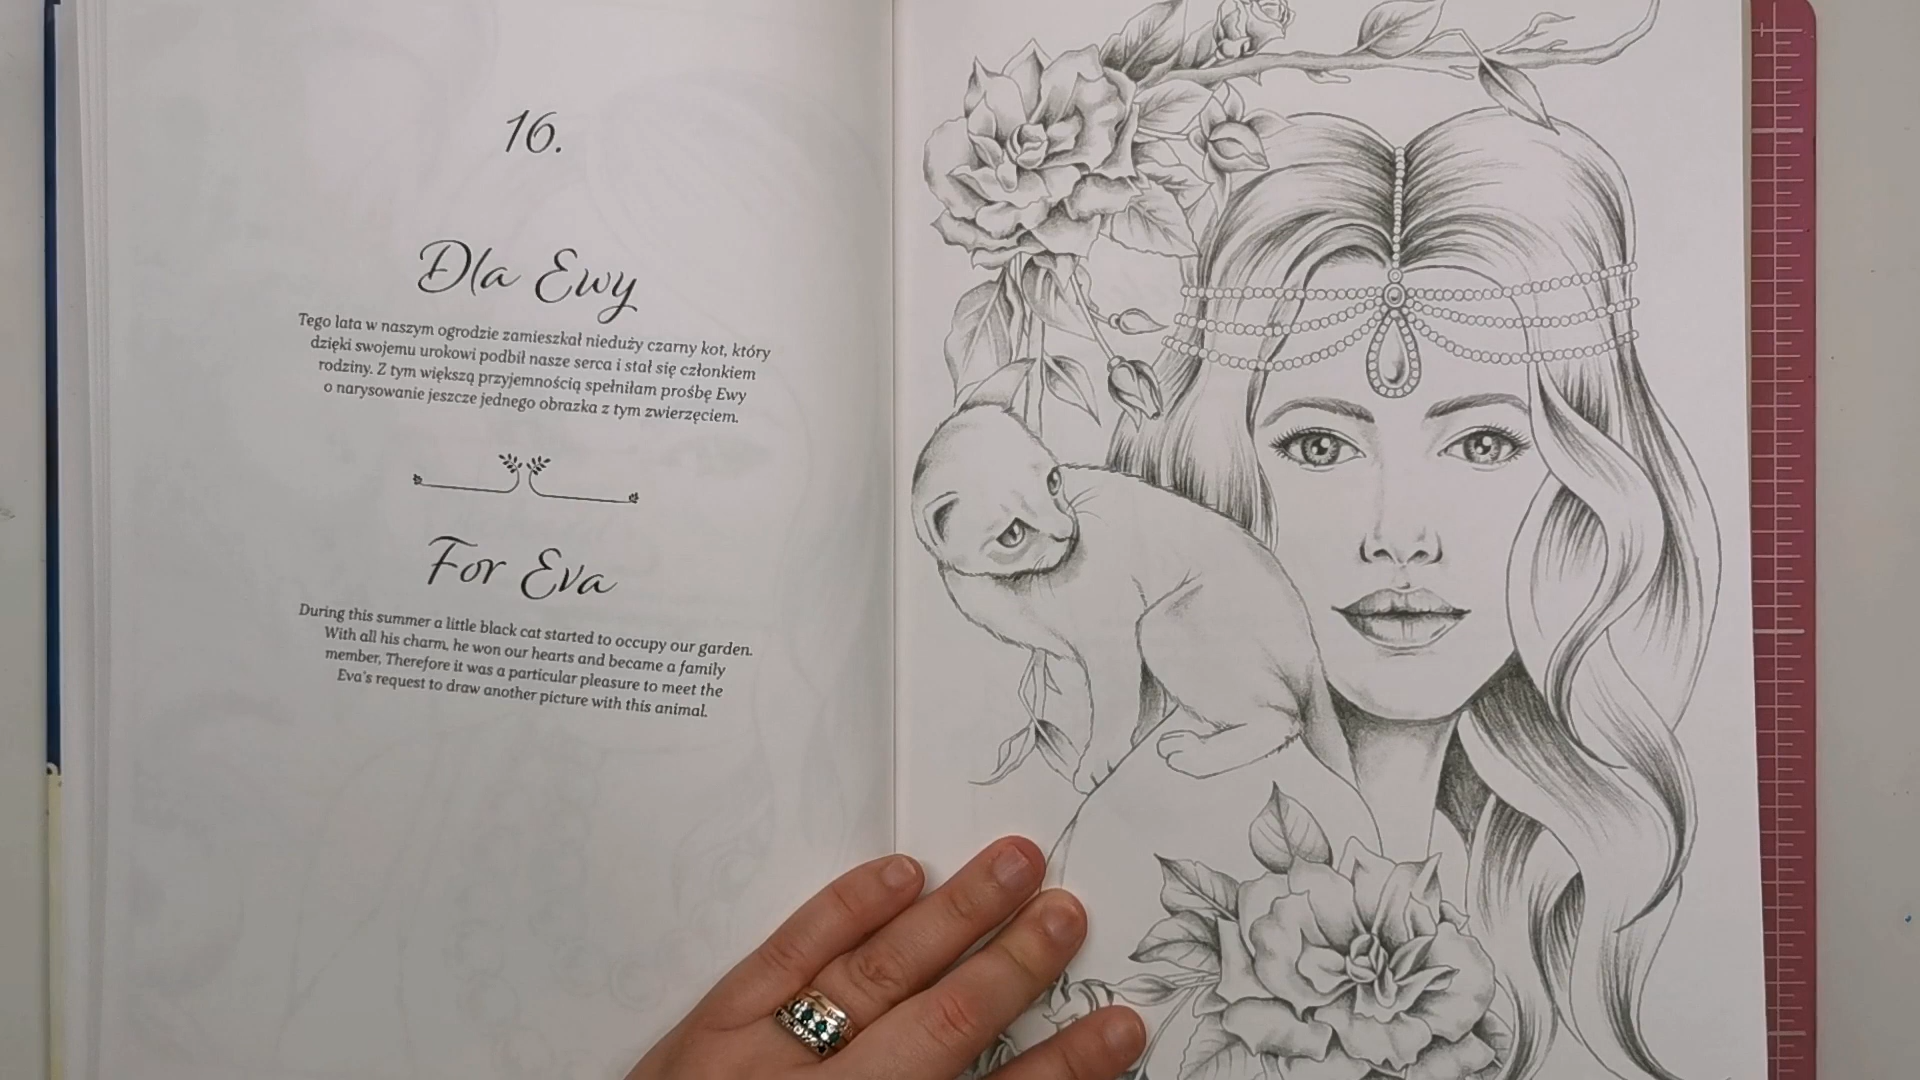 16.
Dla Ewy
Tego lata w naszym ogrodzie zamieszkał nieduży czarny kot, który
dzięki swojemu urokowi podbił nasze serca i stał się członkiem
rodziny. Z tym większą przyjemnością spełniłam prośbę Ewy
o narysowanie jeszcze jednego obrazka z tym zwierzęciem.
For Eva
During this summer a little black cat started to occupy our garden.
With all his charm, he won our hearts and became a family
member, Therefore it was a particular pleasure to meet the
Eva's request to draw another picture with this animal.